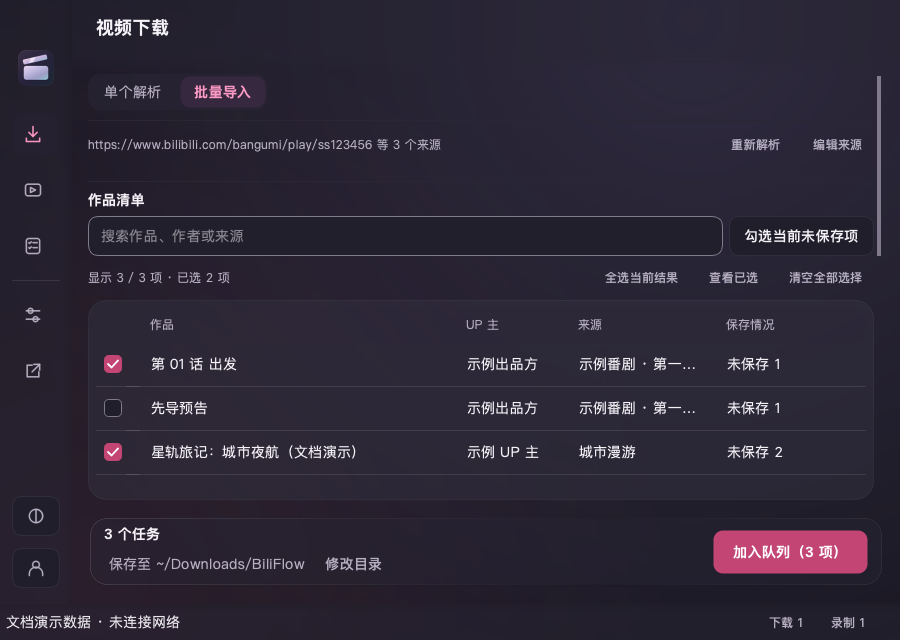 视频下载
单个解析 批量导入
https://www.bilibili.com/bangumi/play/ss123456 等 3 个来源 重新解析 编辑来源
作品清单
搜索作品、作者或来源 勾选当前未保存项
显示 3 / 3 项 · 已选 2 项 全选当前结果 查看已选 清空全部选择
作品 UP 主 来源 保存情况
第 01 话 出发 示例出品方 示例番剧 · 第一… 未保存 1
先导预告 示例出品方 示例番剧 · 第一… 未保存 1
星轨旅记：城市夜航（文档演示） 示例 UP 主 城市漫游 未保存 2
3 个任务
保存至 ~/Downloads/BiliFlow 修改目录 加入队列（3 项）
文档演示数据 · 未连接网络 下载 1 录制 1